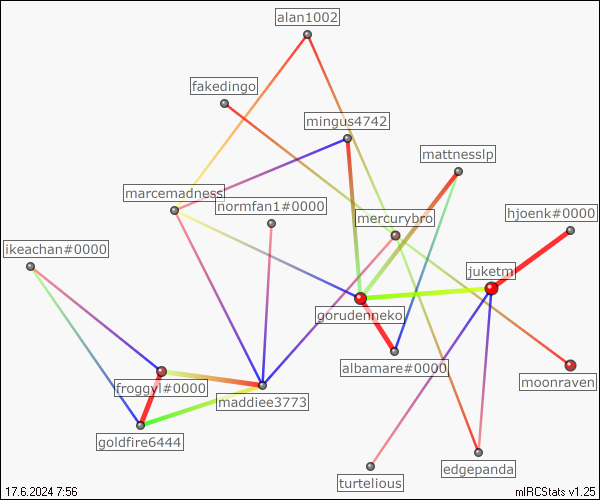 alan1002
fakedingo
mingus4742
mattnesslp
marcemadness
normfan1#0000
mercurybro
hjoenk#0000
ikeachan#0000
juketm
gorudenneko
albamare#0000
froggyl#0000
maddiee3773
moonraven
goldfire6444
edgepanda
turtelious
17.6.2024 7:56
mIRCStats v1.25